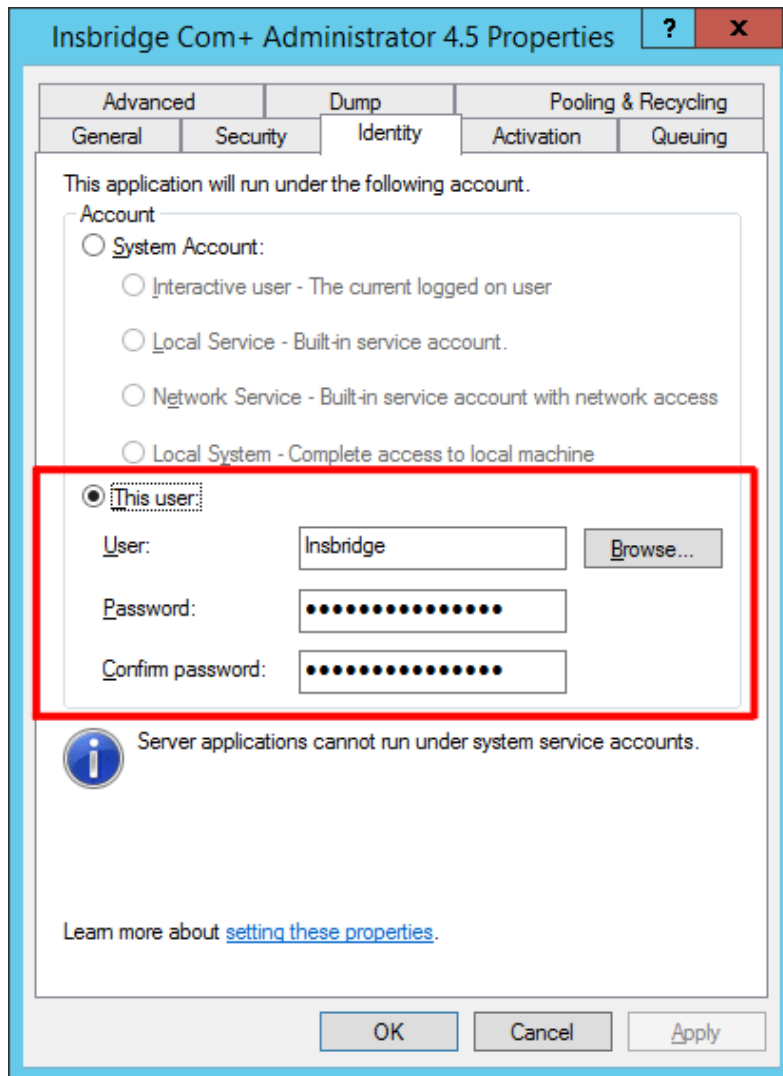 Insbridge Com+ Administrator 4.5 Properties ? x
Advanced Dump Pooling & Recycling
General Security Identity Activation Queuing
This application will run under the following account.
Account
System Account:
Interactive user - The current logged on user
Local Service - Built-in service account.
Network Service - Built-in service account with network access
Local System - Complete access to local machine
This user:
User: Insbridge Browse...
Password: •••••••••••••••
Confirm password: •••••••••••••••
Server applications cannot run under system service accounts.
Learn more about setting these properties.
OK Cancel Apply